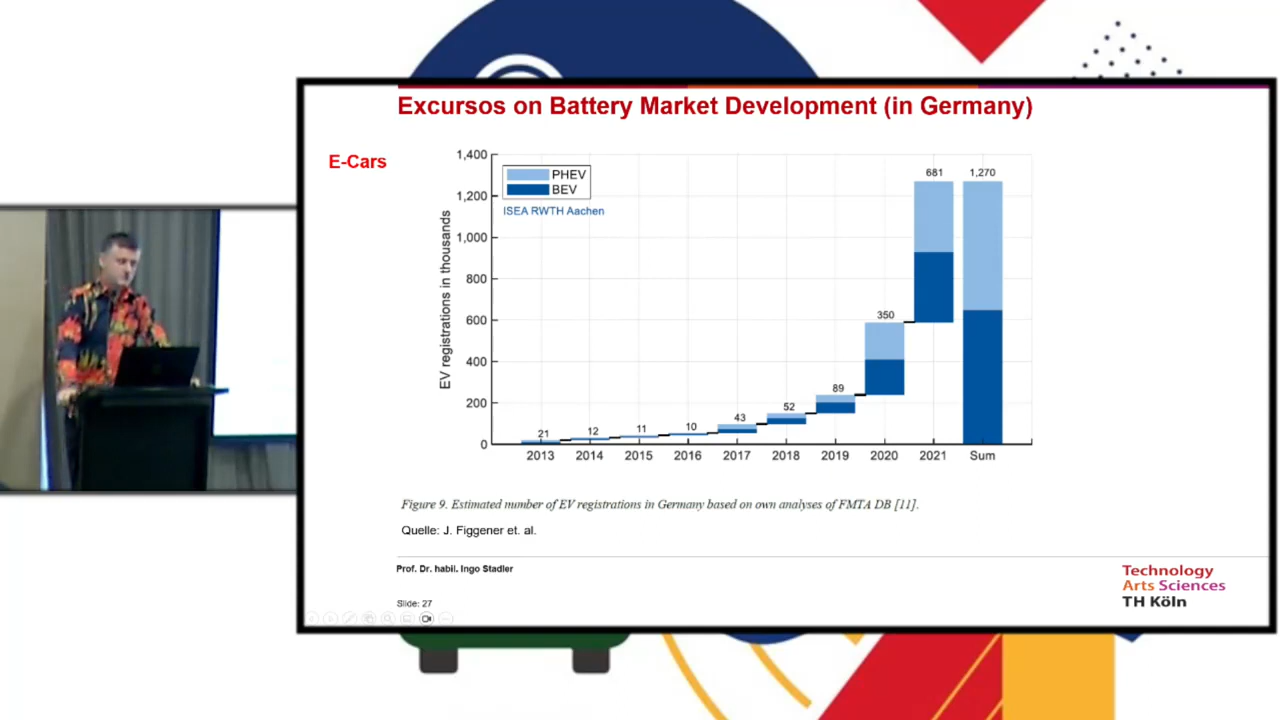 Excursos on Battery Market Development (in Germany)
E-Cars
EV registrations in thousands
1,400
1,200
1,000
800
600
400
200
0
PHEV
BEV
ISEA RWTH Aachen
21
12
11
10
43
52
89
350
681
1,270
2013 2014 2015 2016 2017 2018 2019 2020 2021 Sum
Figure 9. Estimated number of EV registrations in Germany based on own analyses of FMTA DB [11].
Quelle: J. Figgener et. al.
Prof. Dr. habil. Ingo Stadler
Slide: 27
Technology
Arts Sciences
TH Köln